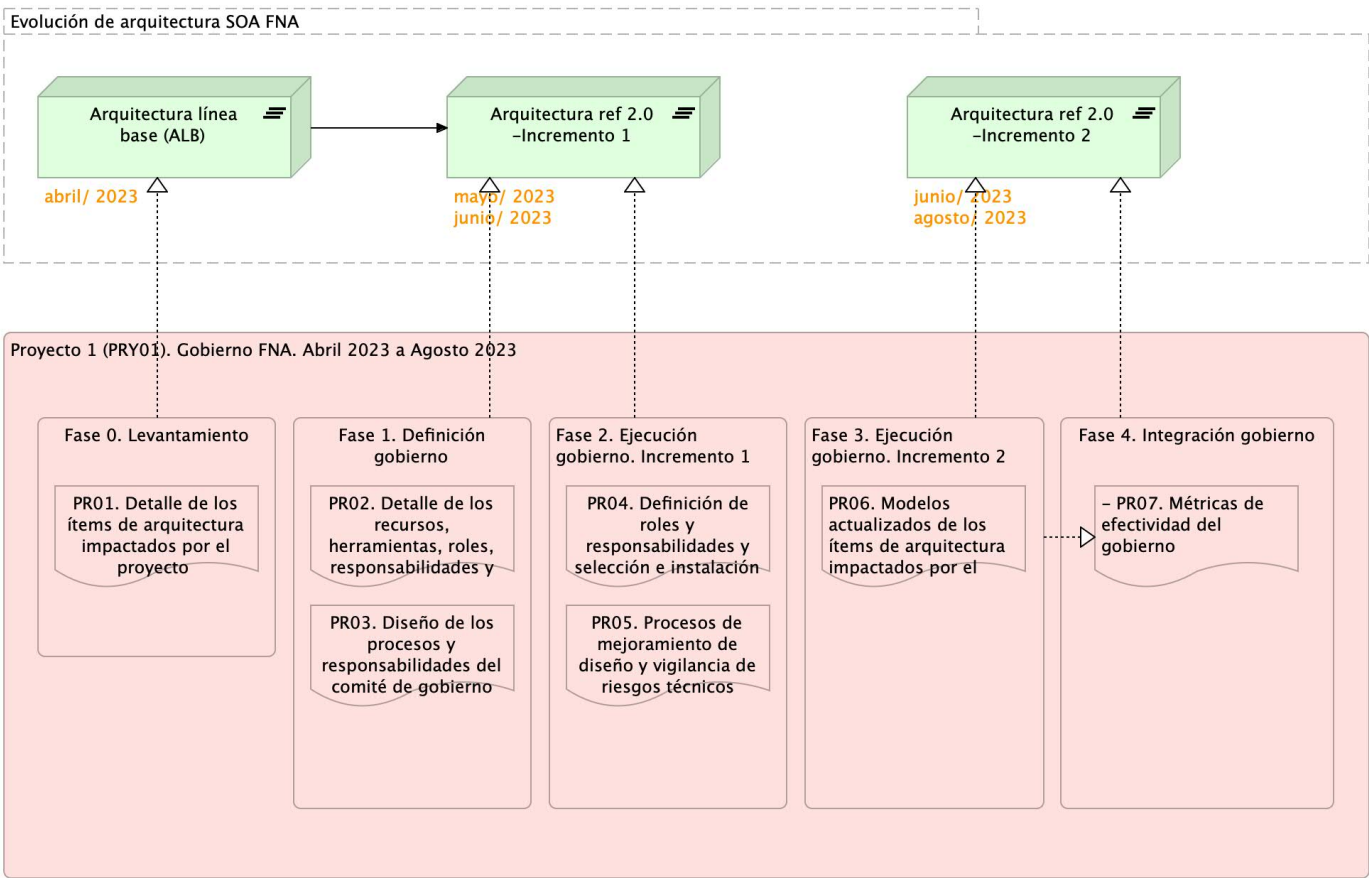 Evolución de arquitectura SOA FNA
Arquitectura línea
base (ALB)
Arquitectura ref 2.0
–Incremento 1
Arquitectura ref 2.0
–Incremento 2
abril/ 2023
mayo/ 2023
junio/ 2023
junio/ 2023
agosto/ 2023
Proyecto 1 (PRY01). Gobierno FNA. Abril 2023 a Agosto 2023
Fase 0. Levantamiento
PR01. Detalle de los
ítems de arquitectura
impactados por el
proyecto
Fase 1. Definición
gobierno
PR02. Detalle de los
recursos,
herramientas, roles,
responsabilidades y
PR03. Diseño de los
procesos y
responsabilidades del
comité de gobierno
Fase 2. Ejecución
gobierno. Incremento 1
PR04. Definición de
roles y
responsabilidades y
selección e instalación
PR05. Procesos de
mejoramiento de
diseño y vigilancia de
riesgos técnicos
Fase 3. Ejecución
gobierno. Incremento 2
PR06. Modelos
actualizados de los
ítems de arquitectura
impactados por el
Fase 4. Integración gobierno
– PR07. Métricas de
efectividad del
gobierno